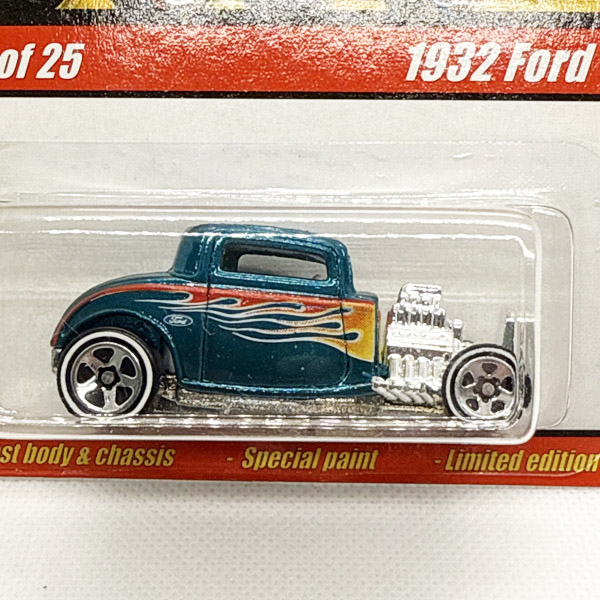 of 25
1932 Ford
Ford
st body & chassis - Special paint - Limited edition